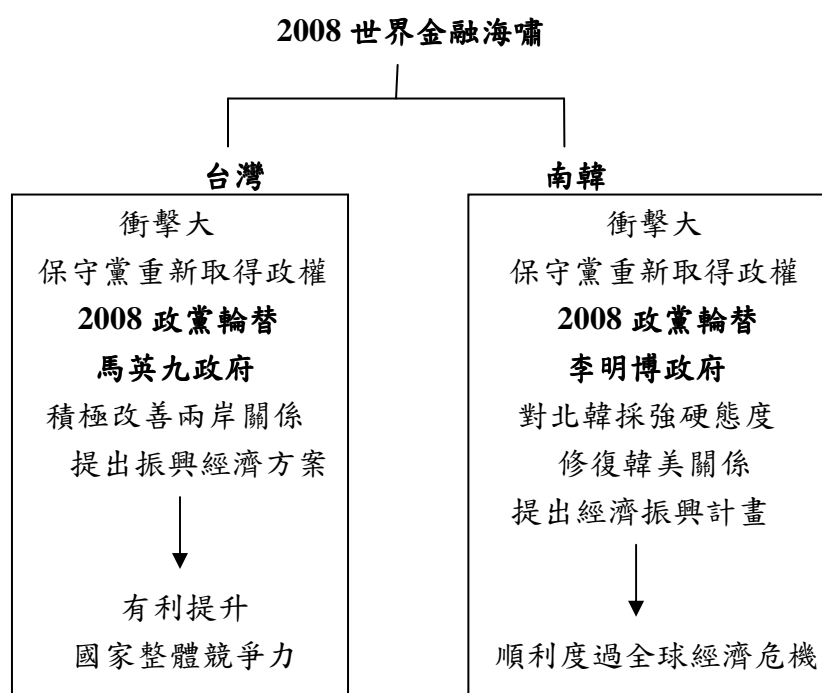 2008 世界金融海嘯
台灣
衝擊大
保守黨重新取得政權
2008 政黨輪替
馬英九政府
積極改善兩岸關係
提出振興經濟方案
有利提升
國家整體競爭力
南韓
衝擊大
保守黨重新取得政權
2008 政黨輪替
李明博政府
對北韓採強硬態度
修復韓美關係
提出經濟振興計畫
順利度過全球經濟危機